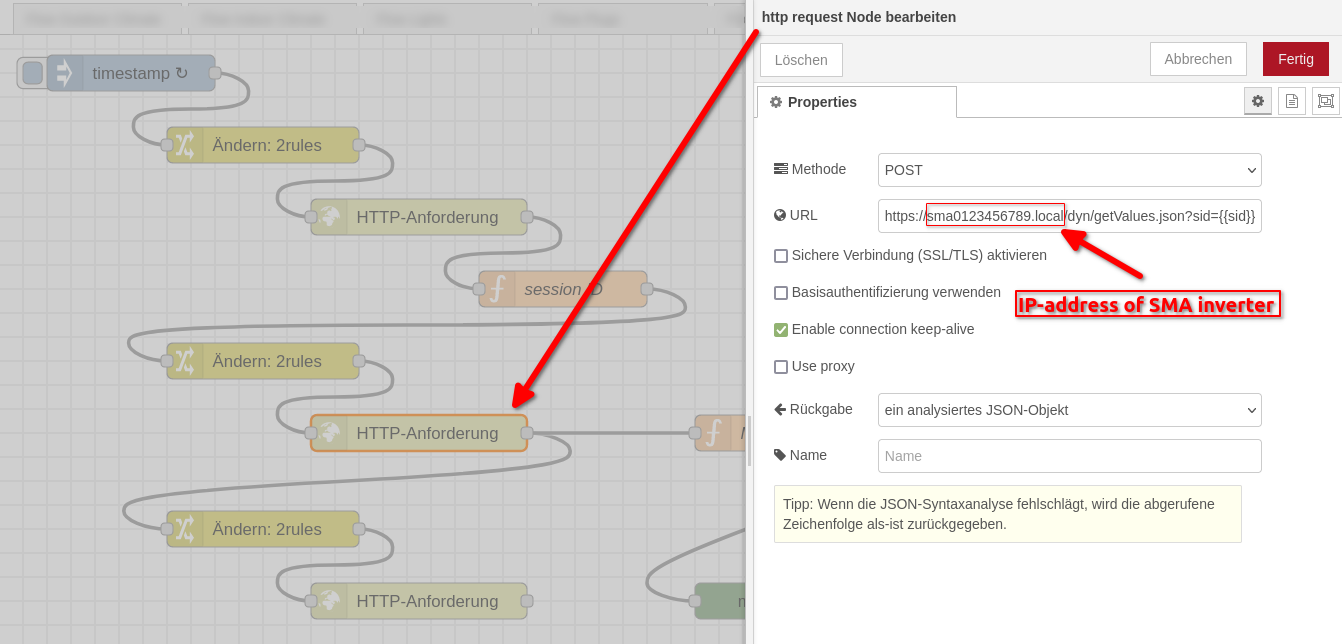 timestamp ↻
Ändern: 2rules
HTTP-Anforderung
session
Ändern: 2rules
HTTP-Anforderung
Ändern: 2rules
HTTP-Anforderung
http request Node bearbeiten
Löschen
Abbrechen
Fertig
Properties
Methode
POST
URL
https://sma0123456789.local/dyn/getValues.json?sid={{sid}}
Sichere Verbindung (SSL/TLS) aktivieren
IP-address of SMA inverter
Basisauthentifizierung verwenden
Enable connection keep-alive
Use proxy
Rückgabe
ein analysiertes JSON-Objekt
Name
Name
Tipp: Wenn die JSON-Syntaxanalyse fehlschlägt, wird die abgerufene
Zeichenfolge als-ist zurückgegeben.